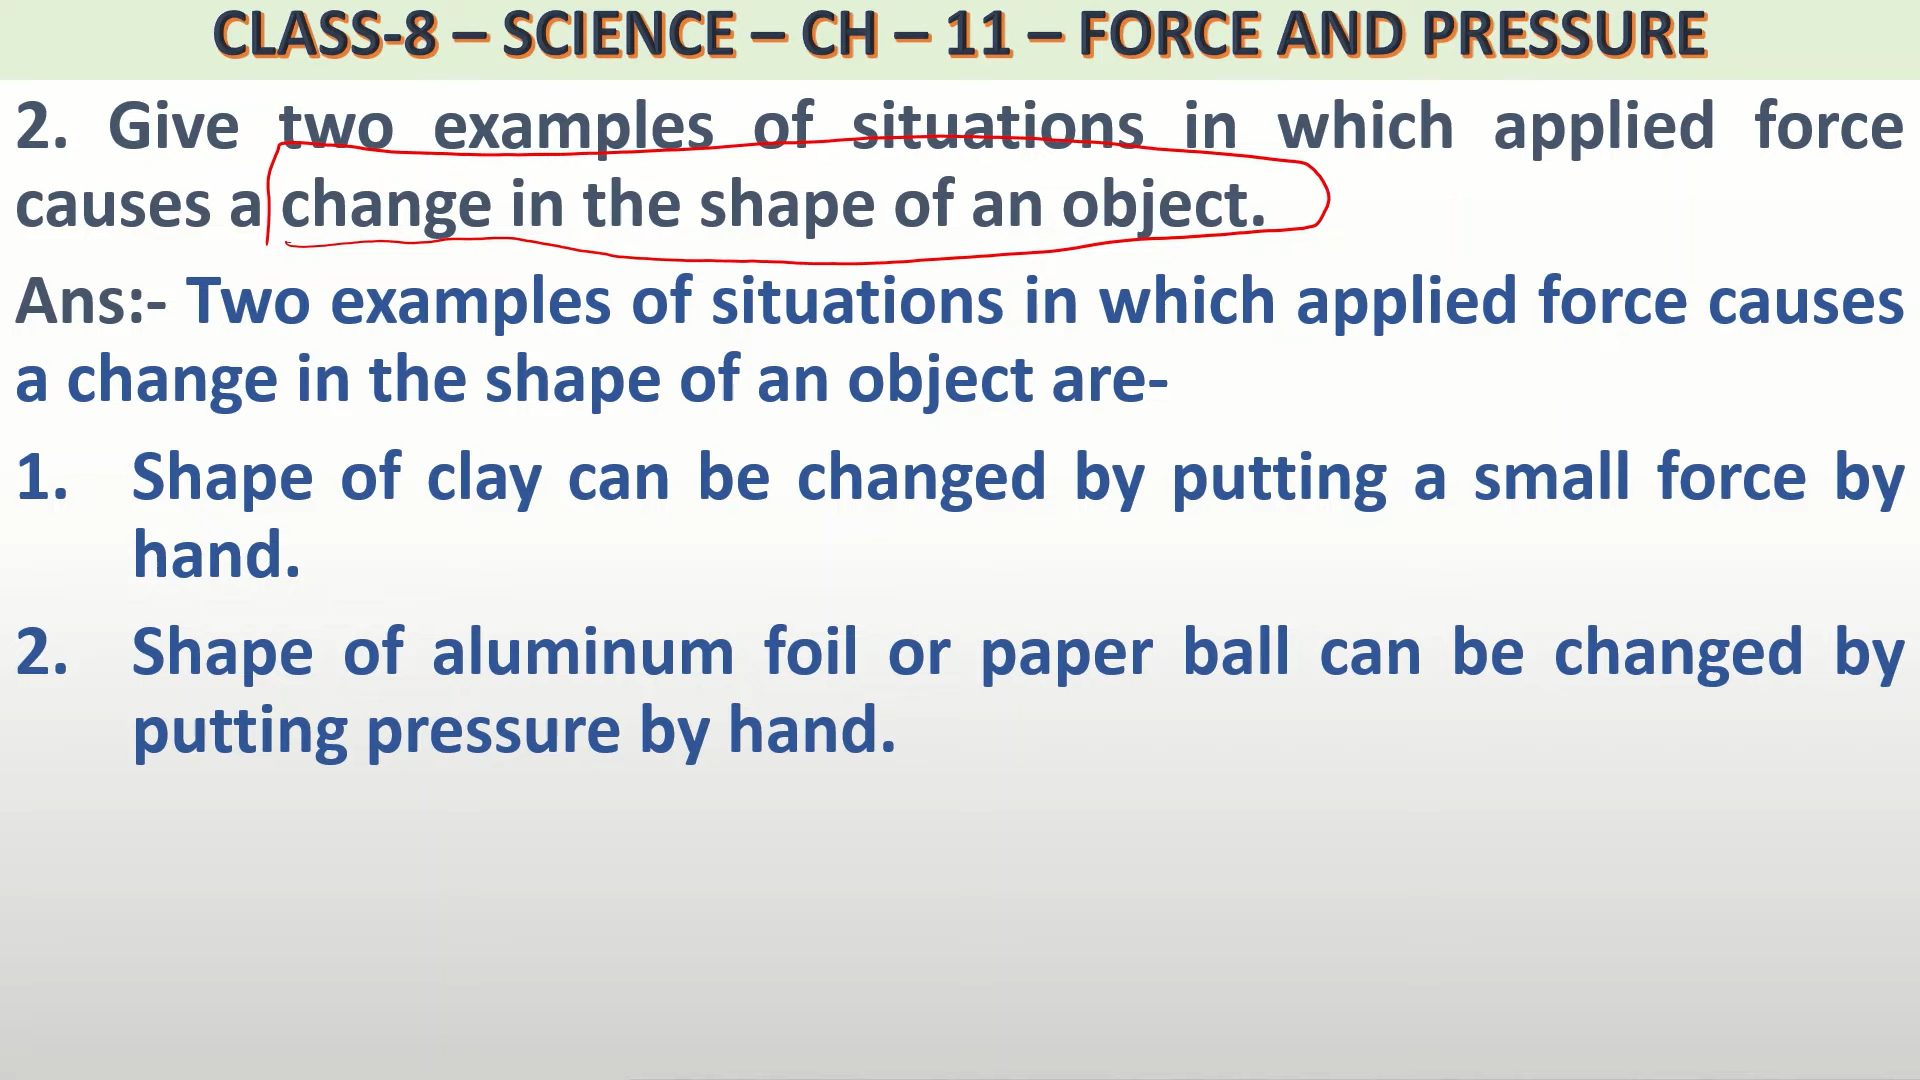 CLASS-8 – SCIENCE – CH – 11 – FORCE AND PRESSURE
2. Give two examples of situations in which applied force
causes a change in the shape of an object.
Ans:- Two examples of situations in which applied force causes
a change in the shape of an object are-
1. Shape of clay can be changed by putting a small force by
hand.
2. Shape of aluminum foil or paper ball can be changed by
putting pressure by hand.